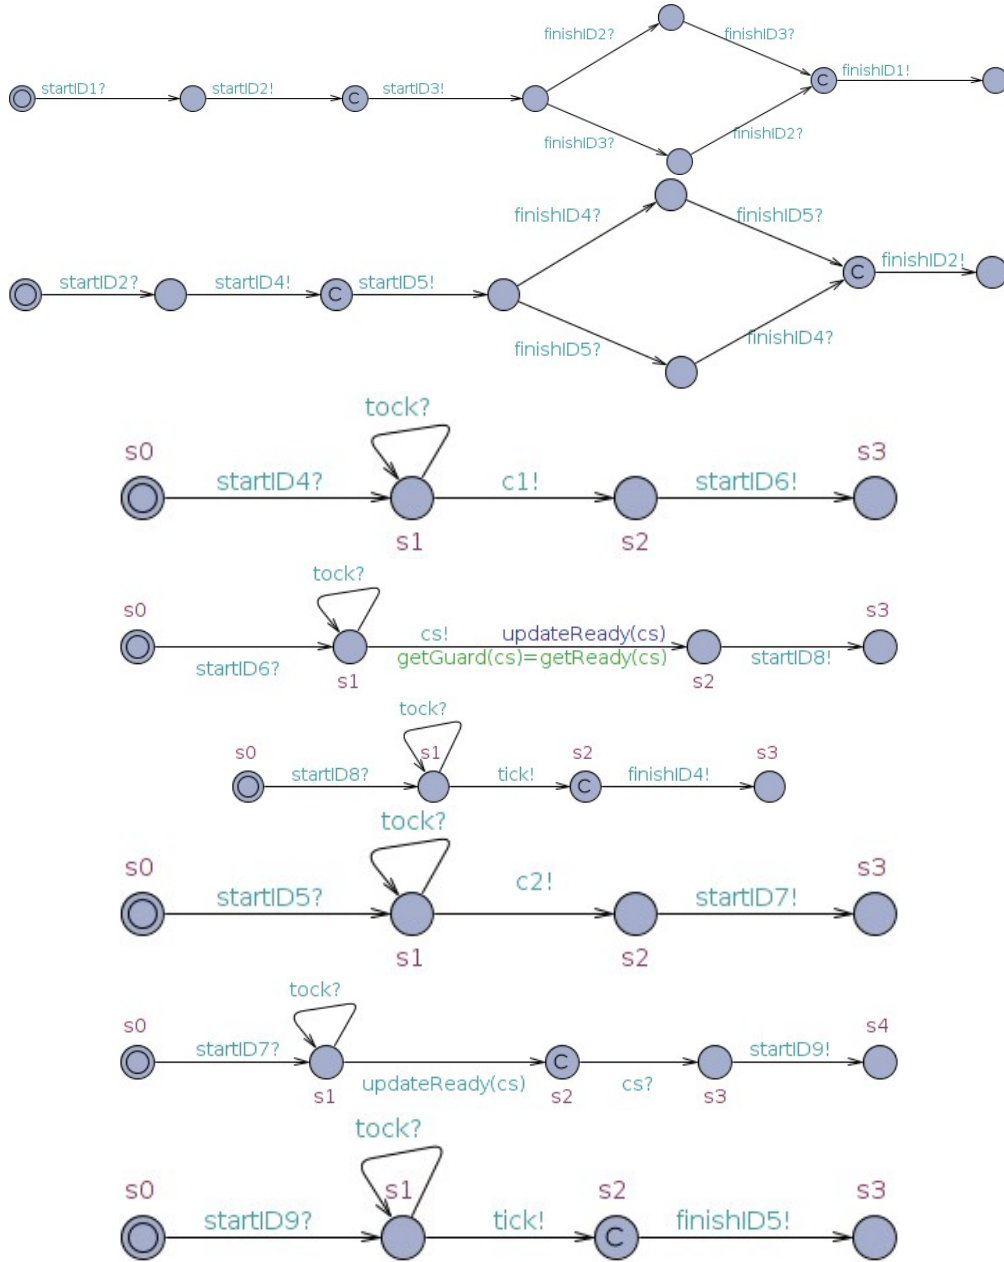 finishID2?
finishID3?
startID1?
startID2!
C
startID3!
C
finishID1!
finishID3?
finishID2?
finishID4?
finishID5?
startID2?
startID4!
C
startID5!
C
finishID2!
finishID5?
finishID4?
tock?
s0
s3
startID4?
c1!
startID6!
s1
s2
tock?
s0
s3
cs!
updateReady(cs)
startID6?
getGuard(cs)=getReady(cs)
startID8!
s1
s2
tock?
s0
s1
s2
s3
startID8?
tick!
C
finishID4!
tock?
s0
s3
startID5?
c2!
startID7!
s1
s2
tock?
s0
s4
startID7?
C
startID9!
updateReady(cs)
cs?
s1
s2
s3
tock?
s0
s1
s2
s3
startID9?
tick!
C
finishID5!